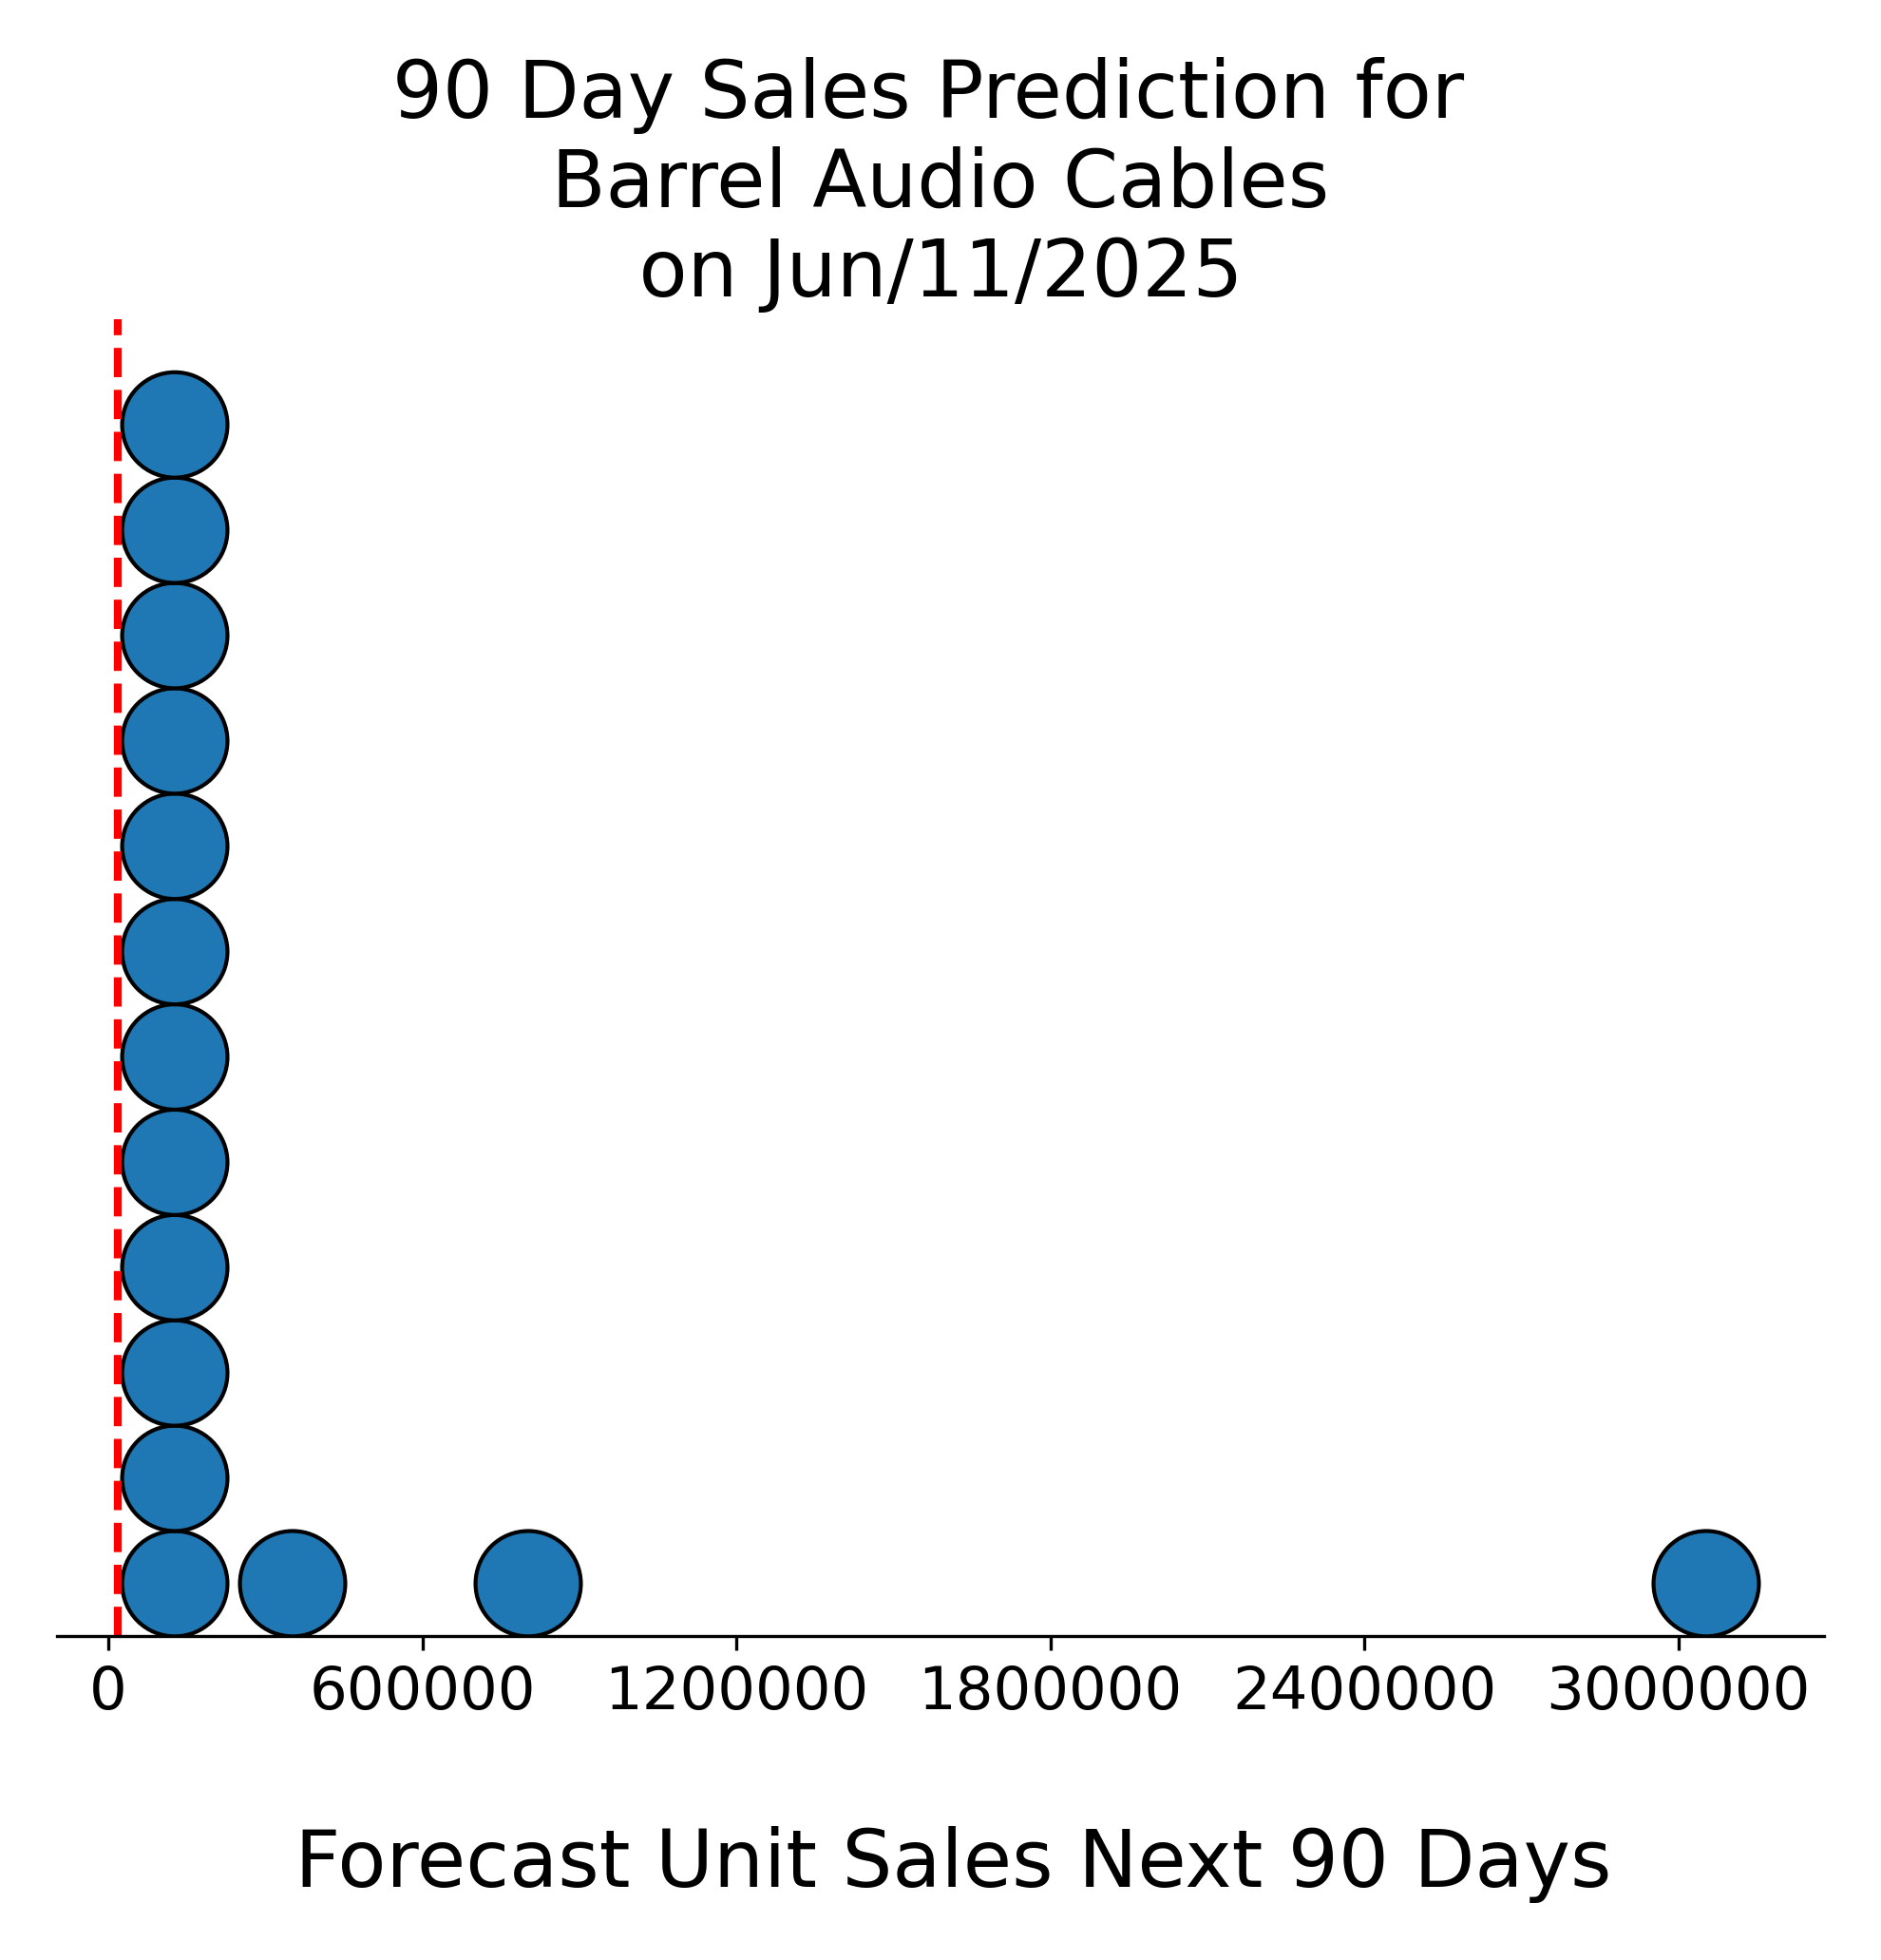 90 Day Sales Prediction for
Barrel Audio Cables
on Jun/11/2025
0 600000 1200000 1800000 2400000 3000000
Forecast Unit Sales Next 90 Days